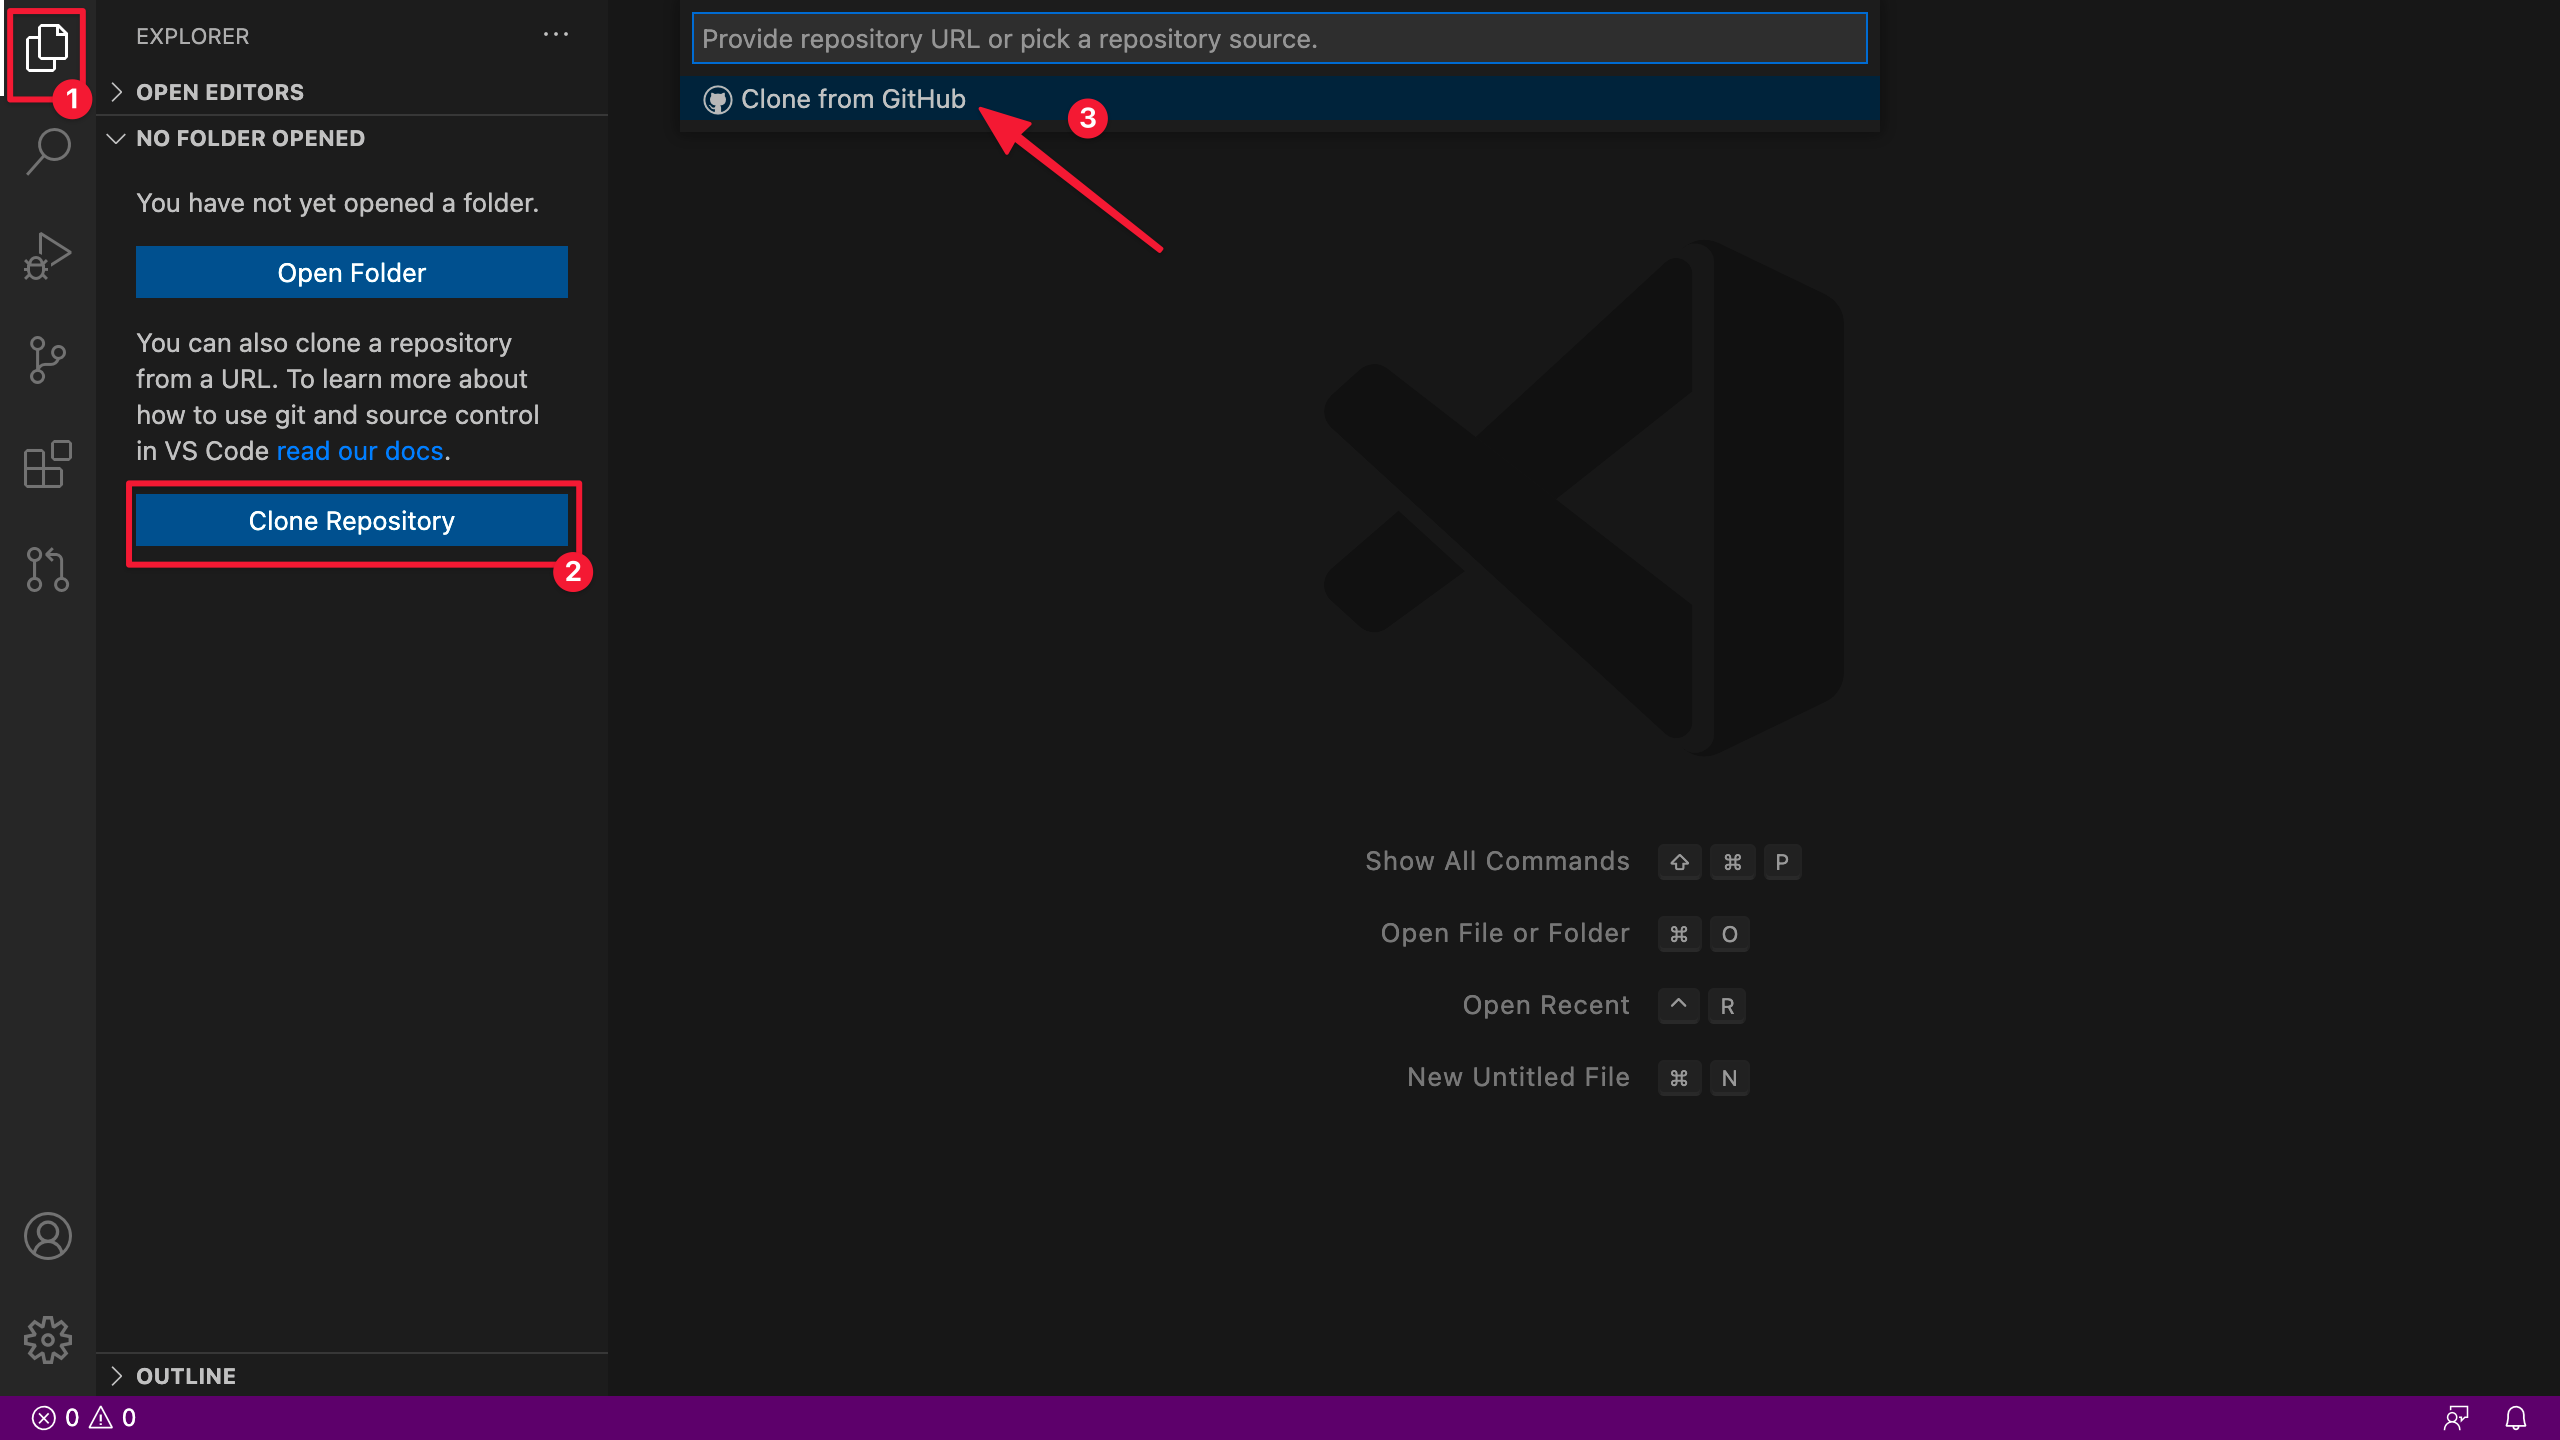 EXPLORER
1
OPEN EDITORS
NO FOLDER OPENED
You have not yet opened a folder.
Open Folder
You can also clone a repository
from a URL. To learn more about
how to use git and source control
in VS Code read our docs.
Clone Repository
2
Provide repository URL or pick a repository source.
Clone from GitHub
3
Show All Commands ⇧ ⌘ P
Open File or Folder ⌘ O
Open Recent ^ R
New Untitled File ⌘ N
OUTLINE
0 0